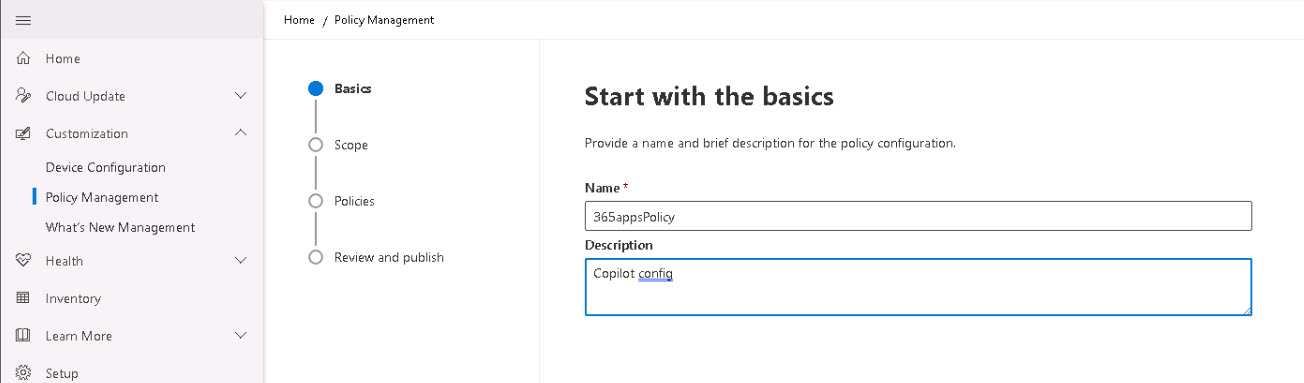 Home / Policy Management
Home
Cloud Update
Customization
Device Configuration
Policy Management
What's New Management
Health
Inventory
Learn More
Setup
Basics
Scope
Policies
Review and publish
Start with the basics
Provide a name and brief description for the policy configuration.
Name *
365appsPolicy
Description
Copilot config